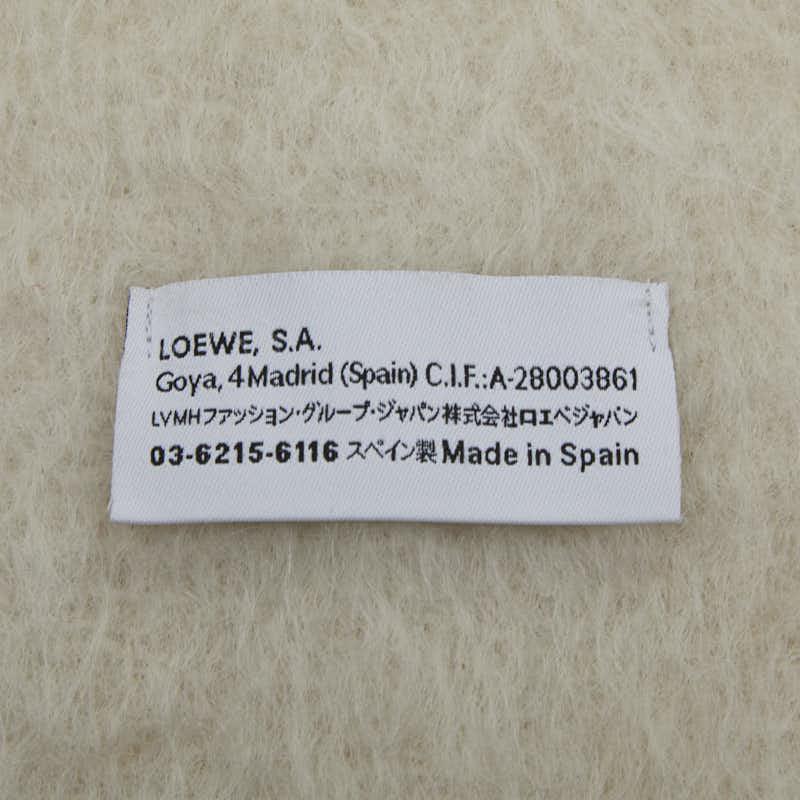 LOEWE, S.A.
Goya, 4 Madrid (Spain) C.I.F.:A-28003861
LVMHファッション・グループ・ジャパン株式会社ロエベジャパン
03-6215-6116 スペイン製 Made in Spain